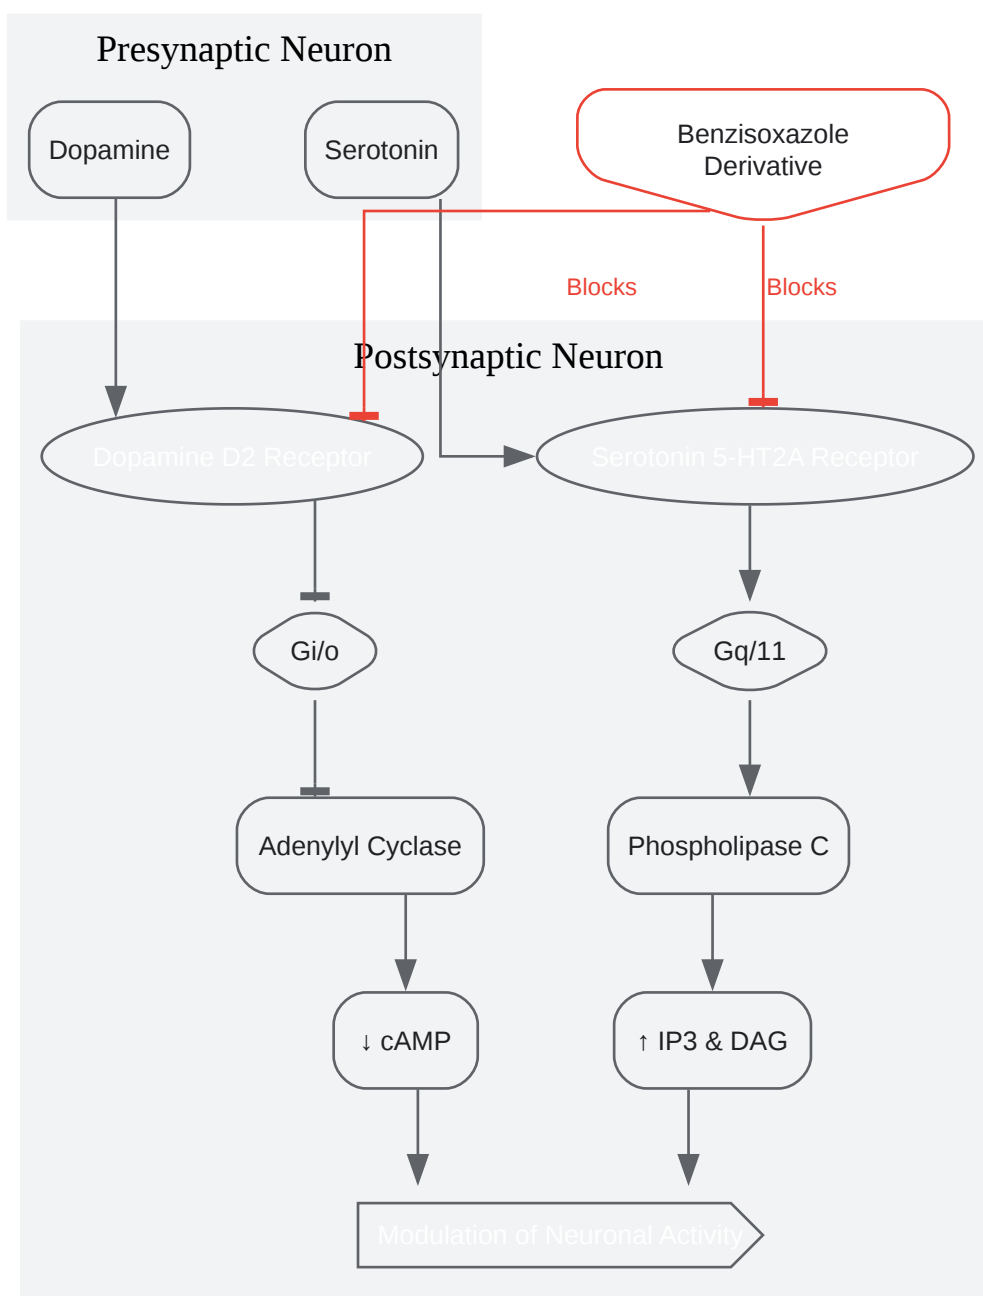 Presynaptic Neuron
Dopamine
Serotonin
Benzisoxazole
Derivative
Blocks
Blocks
Postsynaptic Neuron
Dopamine D2 Receptor
Serotonin 5-HT2A Receptor
Gi/o
Gq/11
Adenylyl Cyclase
Phospholipase C
↓ cAMP
↑ IP3 & DAG
Modulation of Neuronal Activity